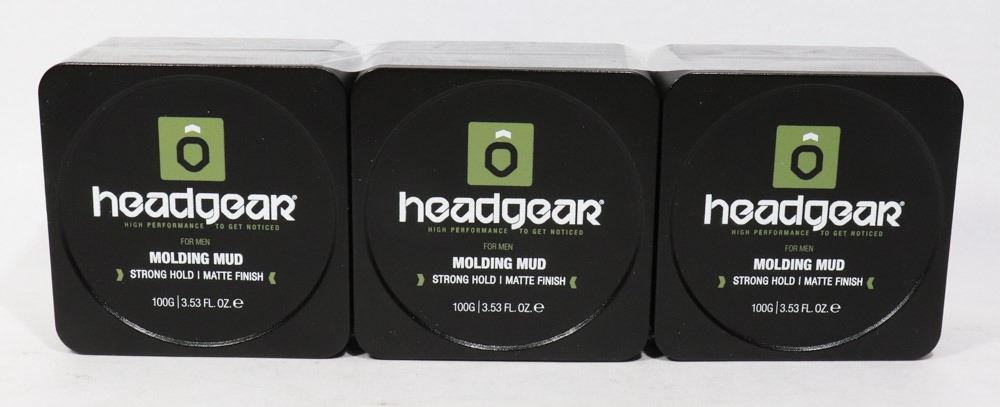 headgear®
HIGH PERFORMANCE TO GET NOTICED
FOR MEN
MOLDING MUD
STRONG HOLD | MATTE FINISH
100G | 3.53 FL. OZ. ℮
headgear®
HIGH PERFORMANCE TO GET NOTICED
FOR MEN
MOLDING MUD
STRONG HOLD | MATTE FINISH
100G | 3.53 FL. OZ. ℮
headgear®
HIGH PERFORMANCE TO GET NOTICED
FOR MEN
MOLDING MUD
STRONG HOLD | MATTE FINISH
100G | 3.53 FL. OZ. ℮